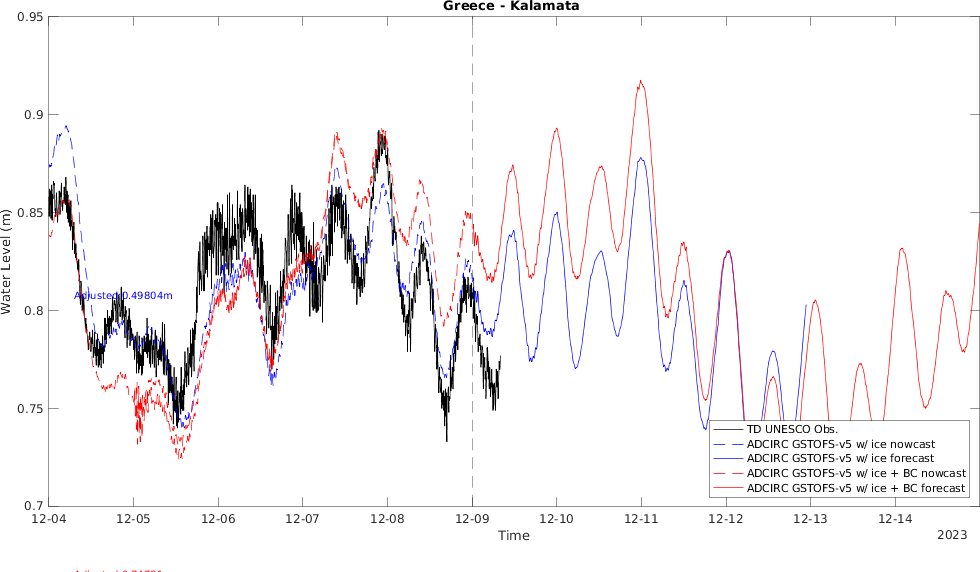 Greece - Kalamata
0.95
0.9
0.85
0.8
0.75
0.7
Water Level (m)
Adjusted 0.49804m
TD UNESCO Obs.
ADCIRC GSTOFS-v5 w/ ice nowcast
ADCIRC GSTOFS-v5 w/ ice forecast
ADCIRC GSTOFS-v5 w/ ice + BC nowcast
ADCIRC GSTOFS-v5 w/ ice + BC forecast
12-04 12-05 12-06 12-07 12-08 12-09 12-10 12-11 12-12 12-13 12-14
Time
2023